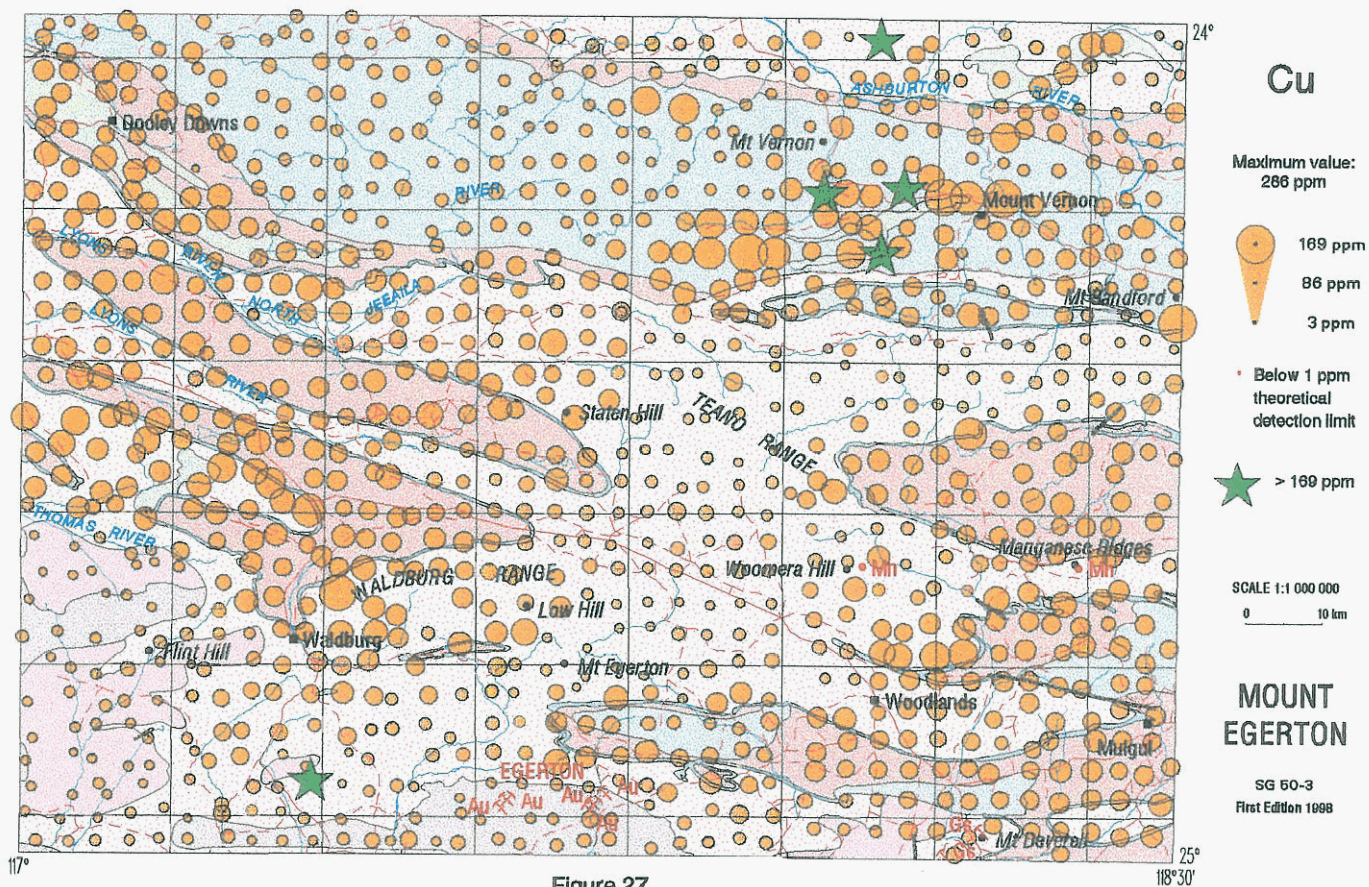 24°
Cu
Maximum value:
266 ppm
169 ppm
86 ppm
3 ppm
Below 1 ppm
theoretical
detection limit
> 169 ppm
SCALE 1:1 000 000
0 10 km
MOUNT
EGERTON
SG 50-3
First Edition 1998
ASHBURTON
RIVER
Dooley Downs
Mt Vernon
RIVER
Mount Vernon
LYONS
RIVER
NORTH
JEEAILA
Mt Sandford
LYONS
RIVER
Staten Hill
TEANO
RANGE
THOMAS RIVER
Manganese Ridges
Woomera Hill
Mn
Mn
WALDBURG RANGE
Low Hill
Waldburg
Flint Hill
Mt Egerton
Woodlands
Mulgul
EGERTON
Au
Au
Au
Au
Au
Mt Deverell
117°
25°
118°30'
Figure 27